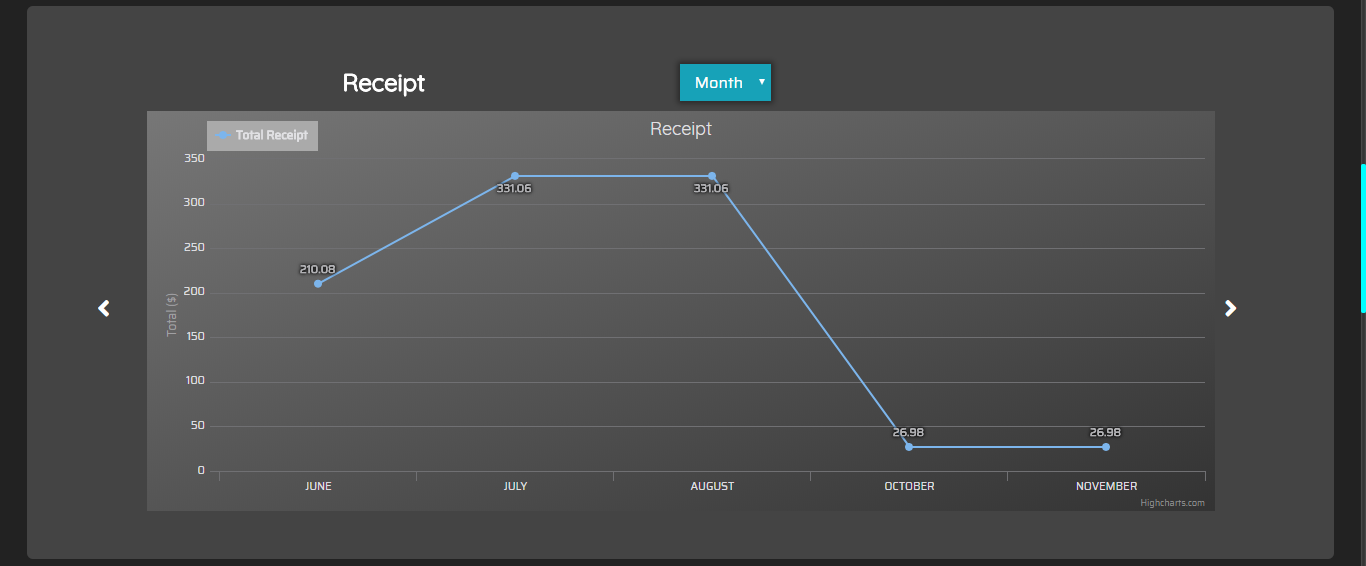 Receipt
Month
Receipt
Total Receipt
Total ($)
350
300
250
200
150
100
50
0
210.08
331.06
331.06
26.98
26.98
JUNE JULY AUGUST OCTOBER NOVEMBER
Highcharts.com